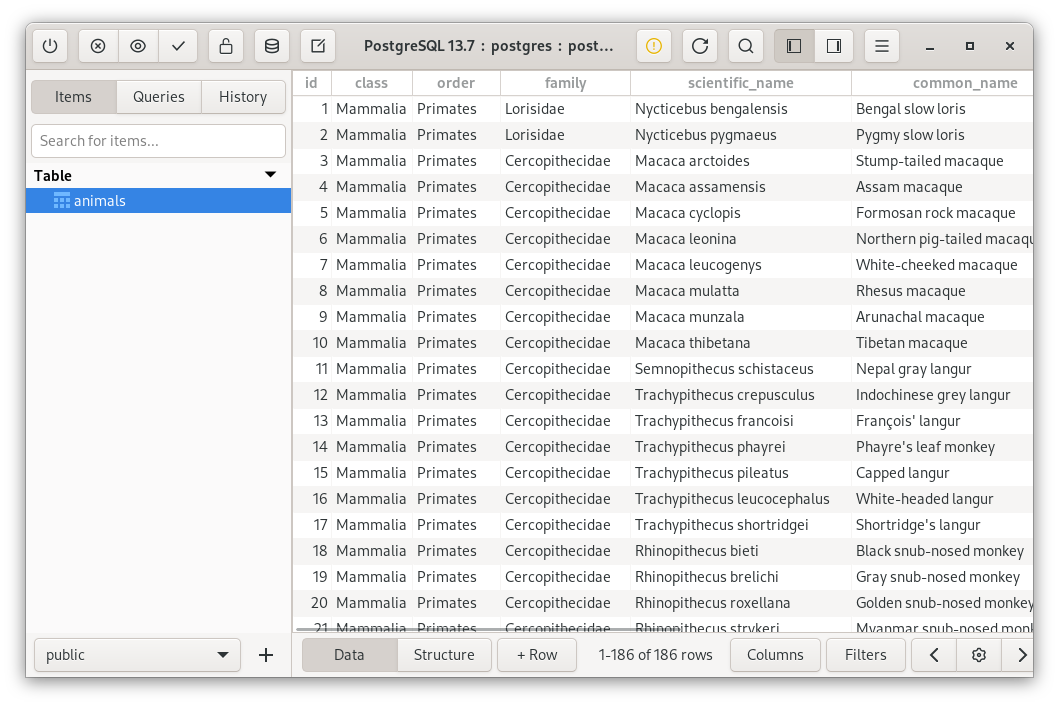 PostgreSQL 13.7 : postgres : post...
Items Queries History
Search for items...
Table
animals
id class order family scientific_name common_name
1 Mammalia Primates Lorisidae Nycticebus bengalensis Bengal slow loris
2 Mammalia Primates Lorisidae Nycticebus pygmaeus Pygmy slow loris
3 Mammalia Primates Cercopithecidae Macaca arctoides Stump-tailed macaque
4 Mammalia Primates Cercopithecidae Macaca assamensis Assam macaque
5 Mammalia Primates Cercopithecidae Macaca cyclopis Formosan rock macaque
6 Mammalia Primates Cercopithecidae Macaca leonina Northern pig-tailed macaqu
7 Mammalia Primates Cercopithecidae Macaca leucogenys White-cheeked macaque
8 Mammalia Primates Cercopithecidae Macaca mulatta Rhesus macaque
9 Mammalia Primates Cercopithecidae Macaca munzala Arunachal macaque
10 Mammalia Primates Cercopithecidae Macaca thibetana Tibetan macaque
11 Mammalia Primates Cercopithecidae Semnopithecus schistaceus Nepal gray langur
12 Mammalia Primates Cercopithecidae Trachypithecus crepusculus Indochinese grey langur
13 Mammalia Primates Cercopithecidae Trachypithecus francoisi François' langur
14 Mammalia Primates Cercopithecidae Trachypithecus phayrei Phayre's leaf monkey
15 Mammalia Primates Cercopithecidae Trachypithecus pileatus Capped langur
16 Mammalia Primates Cercopithecidae Trachypithecus leucocephalus White-headed langur
17 Mammalia Primates Cercopithecidae Trachypithecus shortridgei Shortridge's langur
18 Mammalia Primates Cercopithecidae Rhinopithecus bieti Black snub-nosed monkey
19 Mammalia Primates Cercopithecidae Rhinopithecus brelichi Gray snub-nosed monkey
20 Mammalia Primates Cercopithecidae Rhinopithecus roxellana Golden snub-nosed monkey
21 Mammalia Primates Cercopithecidae Rhinopithecus strykeri Myanmar snub-nosed monk
public
Data Structure + Row 1-186 of 186 rows Columns Filters